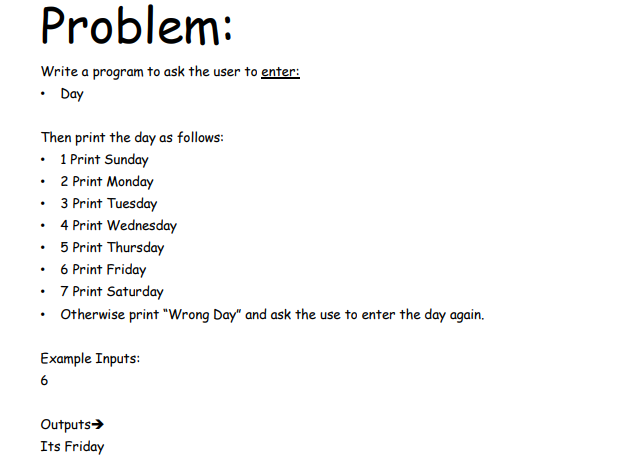 Problem:
Write a program to ask the user to enter:
• Day
Then print the day as follows:
• 1 Print Sunday
• 2 Print Monday
• 3 Print Tuesday
• 4 Print Wednesday
• 5 Print Thursday
• 6 Print Friday
• 7 Print Saturday
• Otherwise print “Wrong Day” and ask the use to enter the day again.
Example Inputs:
6
Outputs➔
Its Friday